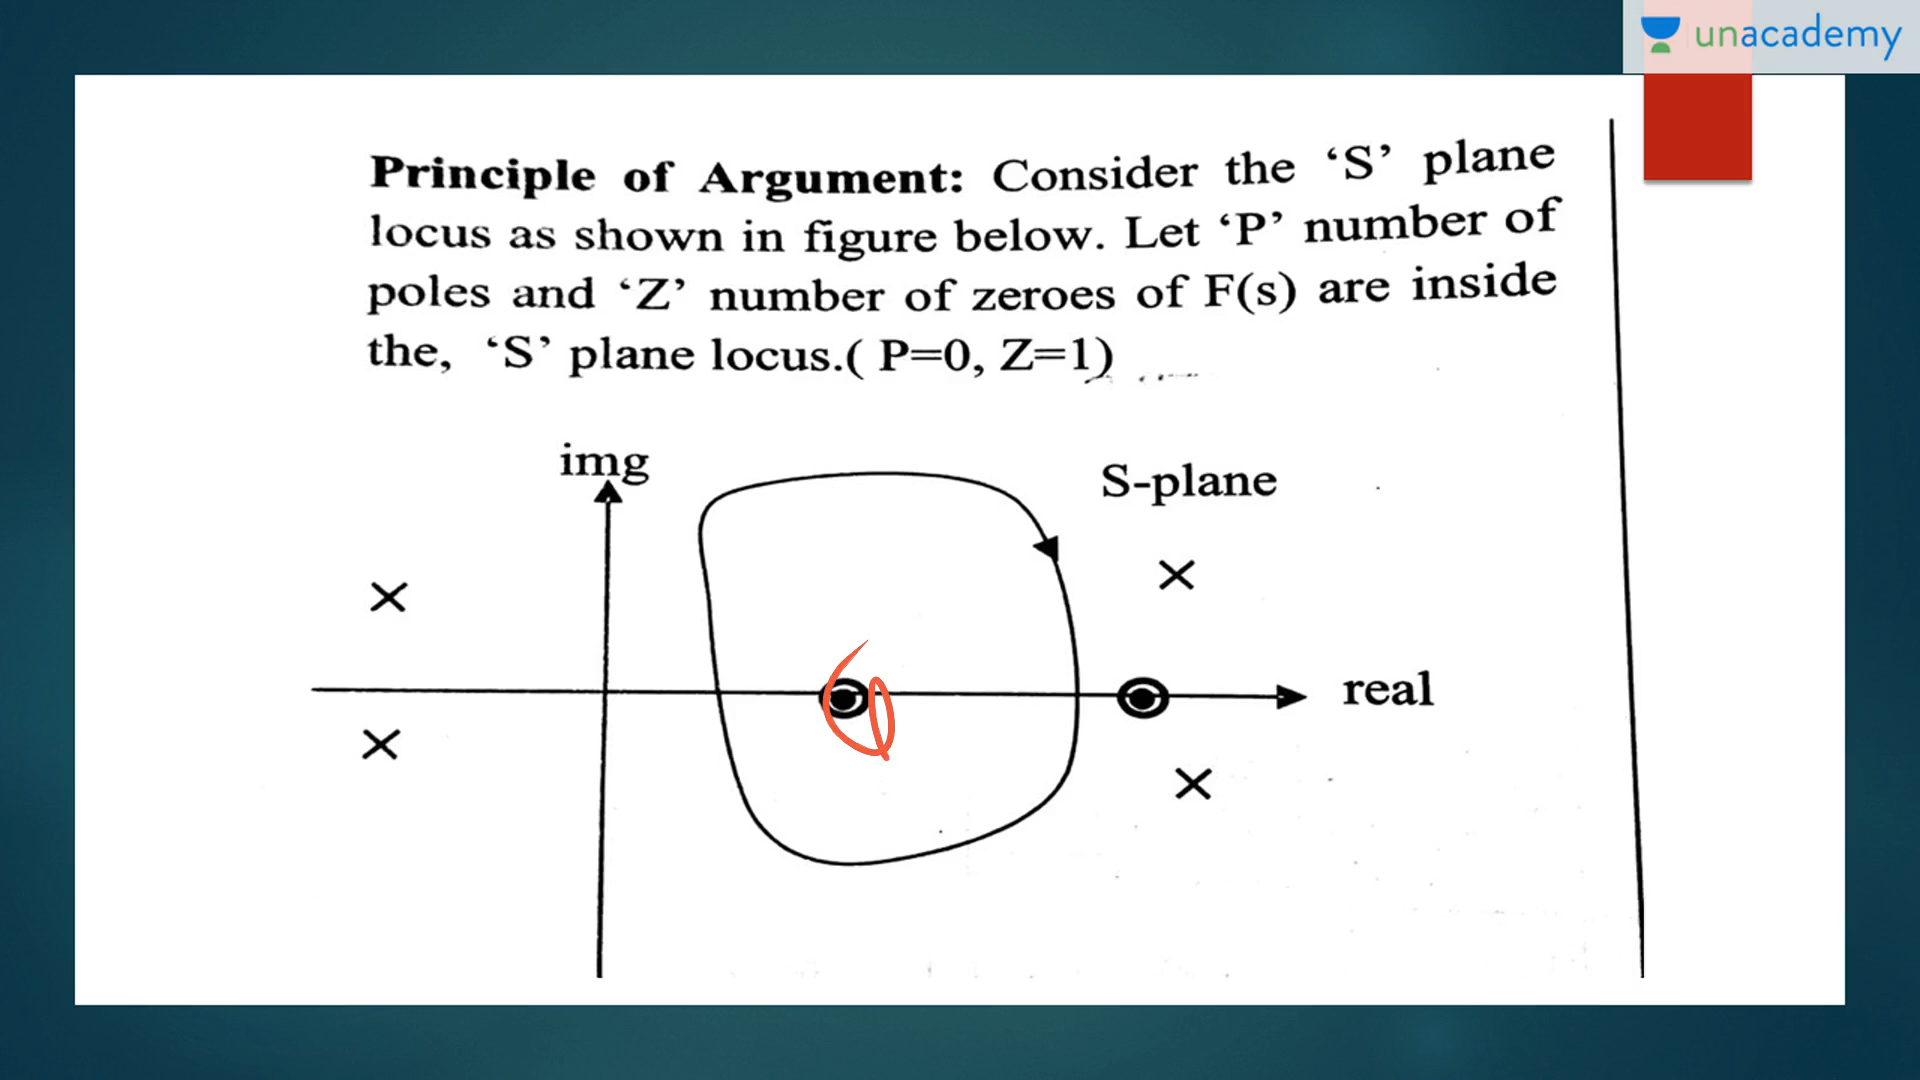 unacademy
Principle of Argument: Consider the ‘S’ plane
locus as shown in figure below. Let ‘P’ number of
poles and ‘Z’ number of zeroes of F(s) are inside
the, ‘S’ plane locus.( P=0, Z=1)
img
S-plane
real